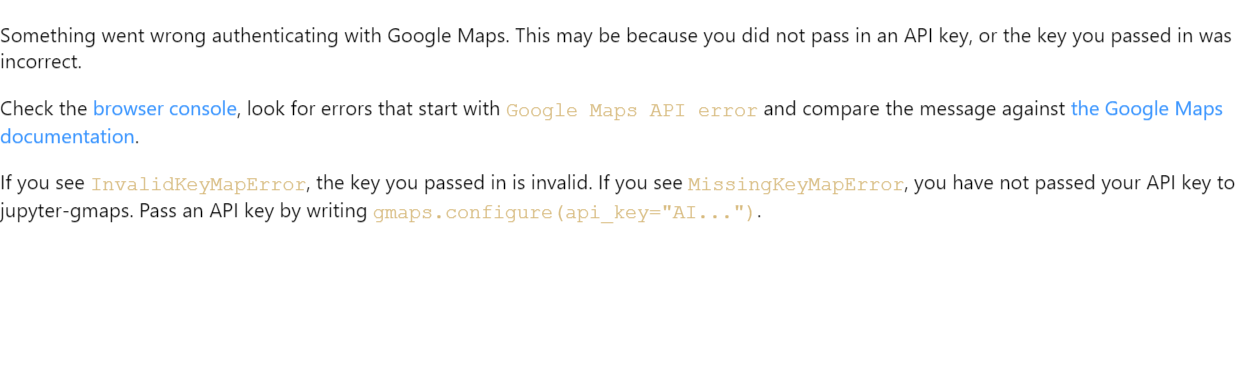 Something went wrong authenticating with Google Maps. This may be because you did not pass in an API key, or the key you passed in was
incorrect.
Check the browser console, look for errors that start with Google Maps API error and compare the message against the Google Maps
documentation.
If you see InvalidKeyMapError, the key you passed in is invalid. If you see MissingKeyMapError, you have not passed your API key to
jupyter-gmaps. Pass an API key by writing gmaps.configure(api_key="AI...").